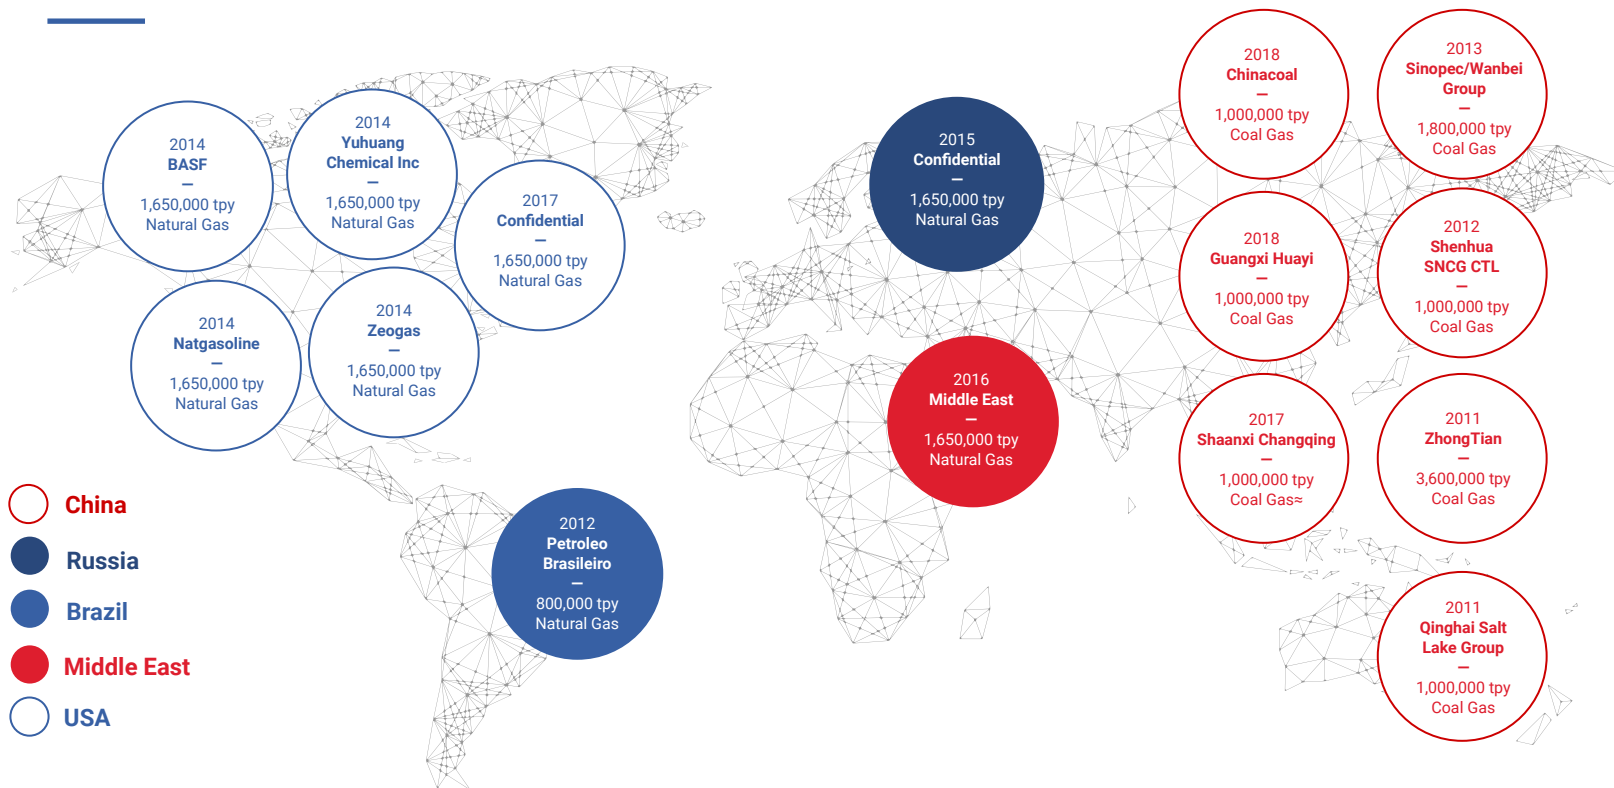 2014
BASF
–
1,650,000 tpy
Natural Gas
2014
Yuhuang
Chemical Inc
–
1,650,000 tpy
Natural Gas
2017
Confidential
–
1,650,000 tpy
Natural Gas
2014
Natgasoline
–
1,650,000 tpy
Natural Gas
2014
Zeogas
–
1,650,000 tpy
Natural Gas
2012
Petroleo
Brasileiro
–
800,000 tpy
Natural Gas
2015
Confidential
–
1,650,000 tpy
Natural Gas
2016
Middle East
–
1,650,000 tpy
Natural Gas
2018
Chinacoal
–
1,000,000 tpy
Coal Gas
2013
Sinopec/Wanbei
Group
–
1,800,000 tpy
Coal Gas
2018
Guangxi Huayi
–
1,000,000 tpy
Coal Gas
2012
Shenhua
SNCG CTL
–
1,000,000 tpy
Coal Gas
2017
Shaanxi Changqing
–
1,000,000 tpy
Coal Gas≈
2011
ZhongTian
–
3,600,000 tpy
Coal Gas
2011
Qinghai Salt
Lake Group
–
1,000,000 tpy
Coal Gas
China
Russia
Brazil
Middle East
USA